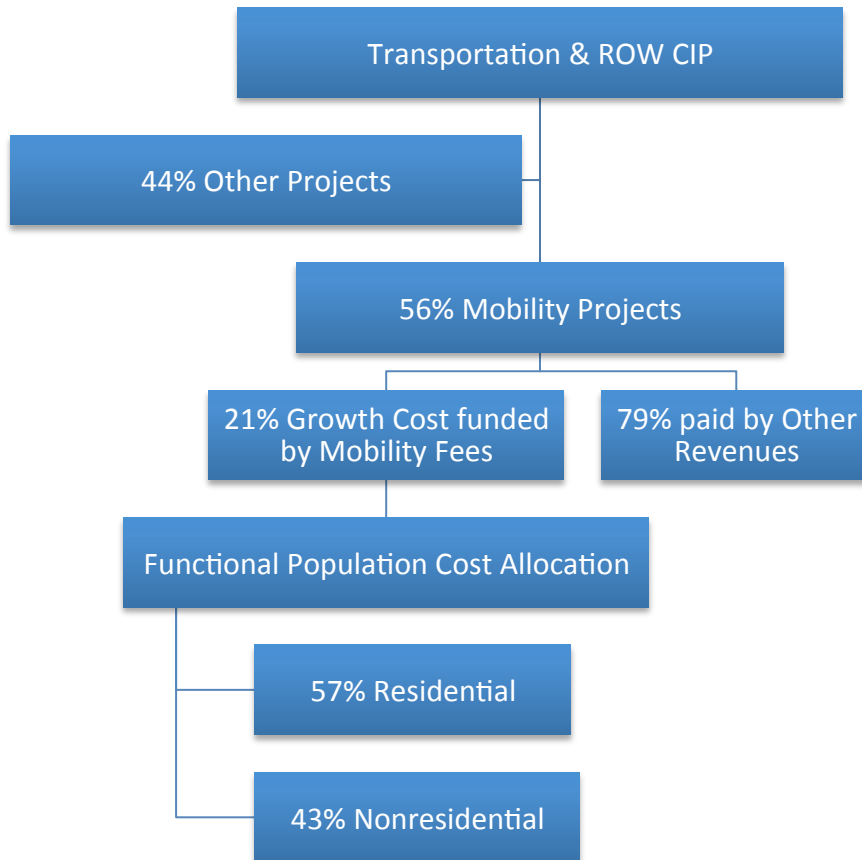 Transportation & ROW CIP
44% Other Projects
56% Mobility Projects
21% Growth Cost funded
by Mobility Fees
79% paid by Other
Revenues
Functional Population Cost Allocation
57% Residential
43% Nonresidential